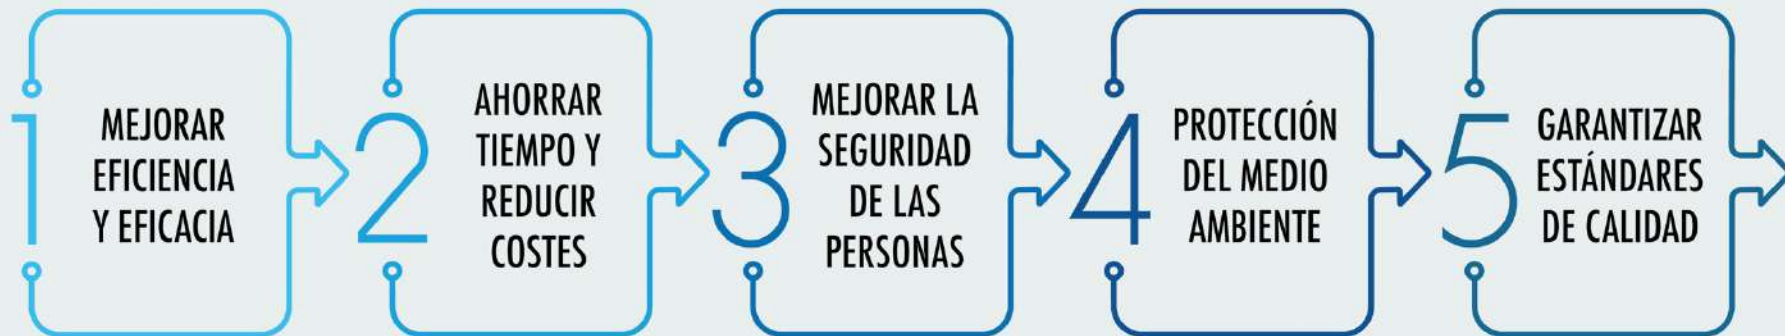 1
MEJORAR
EFICIENCIA
Y EFICACIA
2
AHORRAR
TIEMPO Y
REDUCIR
COSTES
3
MEJORAR LA
SEGURIDAD
DE LAS
PERSONAS
4
PROTECCIÓN
DEL MEDIO
AMBIENTE
5
GARANTIZAR
ESTÁNDARES
DE CALIDAD